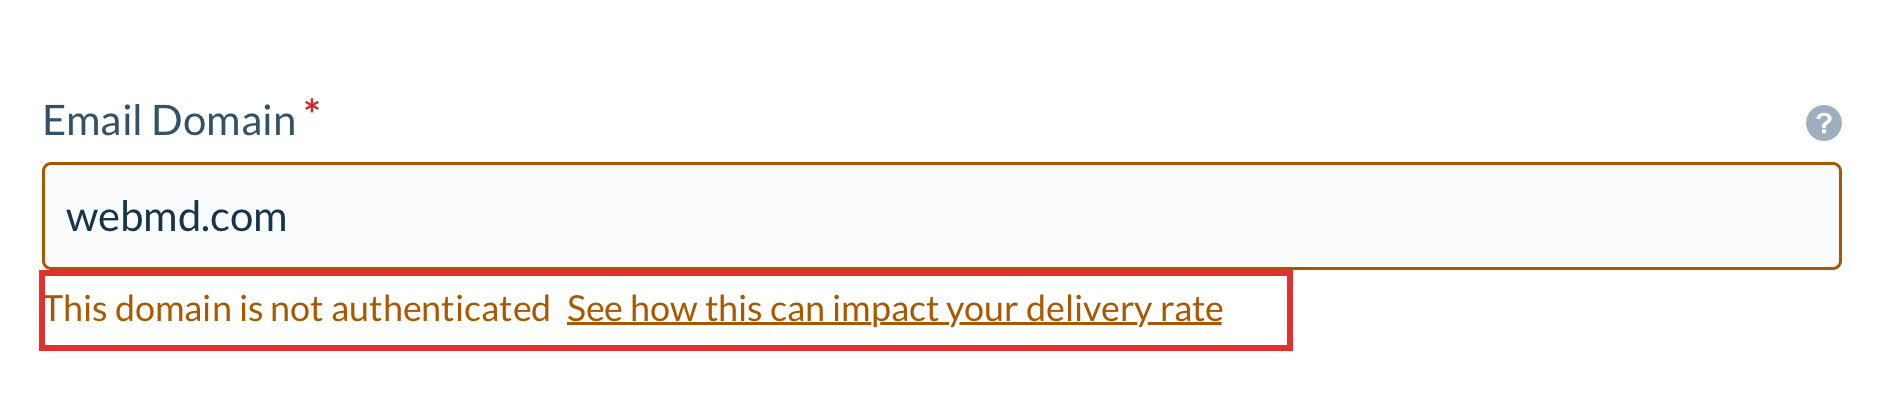 Email Domain *
?
webmd.com
This domain is not authenticated See how this can impact your delivery rate